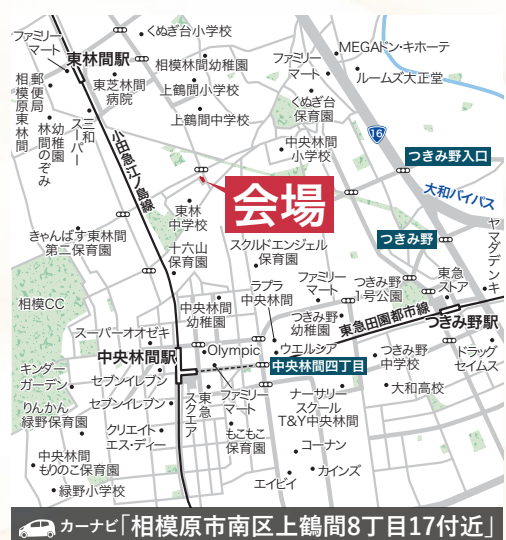 くぬぎ台小学校
ファミリー
マート
東林間駅
相模林間幼稚園
ファミリー
マート
MEGAドン・キホーテ
ルームズ大正堂
東芝林間
病院
上鶴間小学校
くぬぎ台
保育園
郵便局
相模原東林間
幼稚園
林間のぞみ
三和
スーパー
上鶴間中学校
小田急江ノ島線
中央林間
小学校
16
つきみ野入口
大和バイパス
会場
東林
中学校
きゃんばす東林間
第二保育園
十六山
保育園
スクルドエンジェル
保育園
つきみ野
ヤマダデンキ
相模CC
ラプラ
中央林間
ファミリー
マート
つきみ野
1号公園
東急
ストア
中央林間
幼稚園
つきみ野
幼稚園
東急田園都市線
つきみ野駅
スーパーオオゼキ
中央林間駅
Olympic
ウエルシア
中央林間四丁目
つきみ野
中学校
ドラッグ
セイムス
キンダー
ガーデン
セブンイレブン
セブンイレブン
東急
スクエア
ファミリー
マート
ナーサリー
スクール
T&Y中央林間
大和高校
りんかん
緑野保育園
クリエイト
エス・ディー
もこもこ
保育園
コーナン
中央林間
もりのこ保育園
カインズ
エイビイ
緑野小学校
カーナビ「相模原市南区上鶴間8丁目17付近」